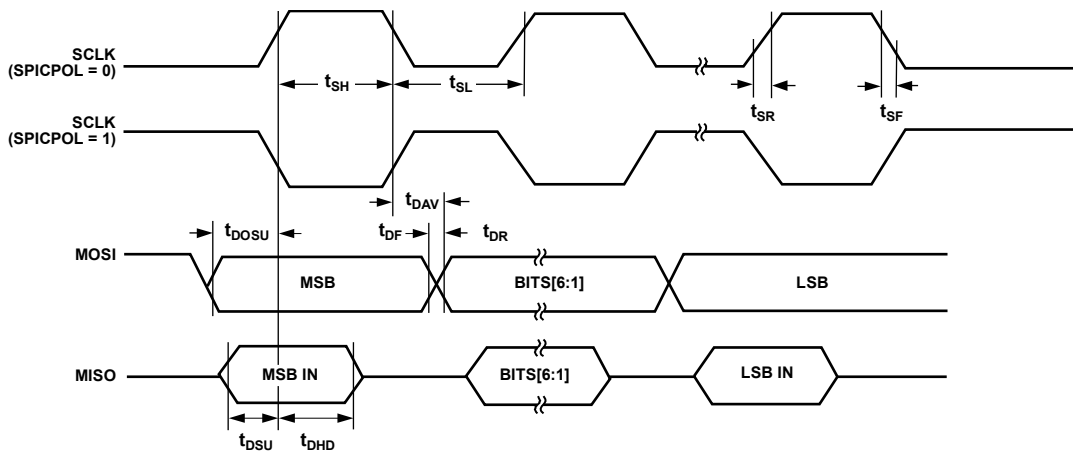 SCLK
(SPICPOL = 0)
tSH
tSL
tSR
tSF
SCLK
(SPICPOL = 1)
tDAV
tDOSU
tDF
tDR
MOSI
MSB
BITS[6:1]
LSB
MISO
MSB IN
BITS[6:1]
LSB IN
tDSU
tDHD